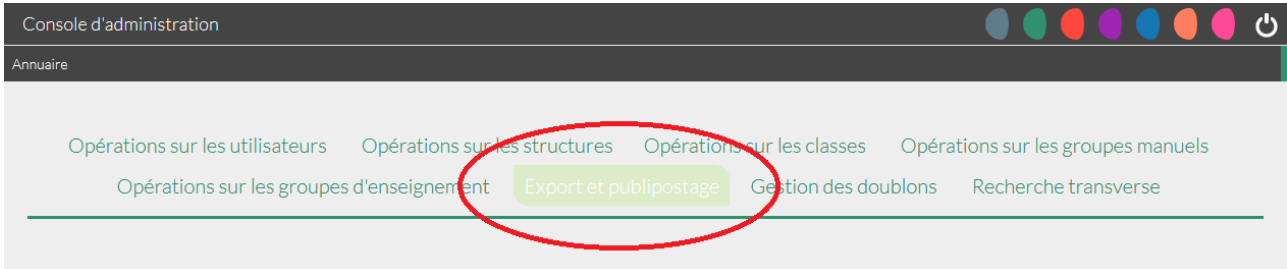 Console d'administration
Annuaire
Opérations sur les utilisateurs Opérations sur les structures Opérations sur les classes Opérations sur les groupes manuels
Opérations sur les groupes d'enseignement Export et publipostage Gestion des doublons Recherche transverse